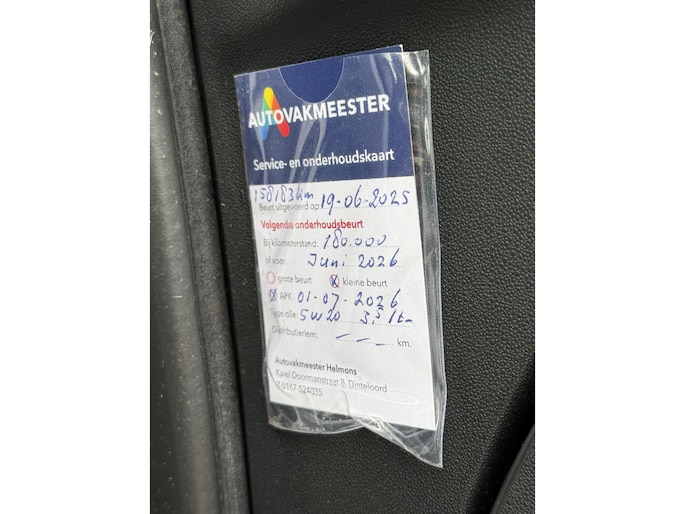 AUTOVAKMEESTER
Service- en onderhoudskaart
158183km
Beurt uitgevoerd op: 19-06-2025
Volgende onderhoudsbeurt
Bij kilometerstand: 180.000
of voor: Juni 2026
grote beurt kleine beurt
APK 01-07-2026
Type olie: 5w20 3,5 lt
Distributieriem: --- km.
Autovakmeester Helmons
Karel Doormanstraat 8, Dinteloord
T. 0167-524035